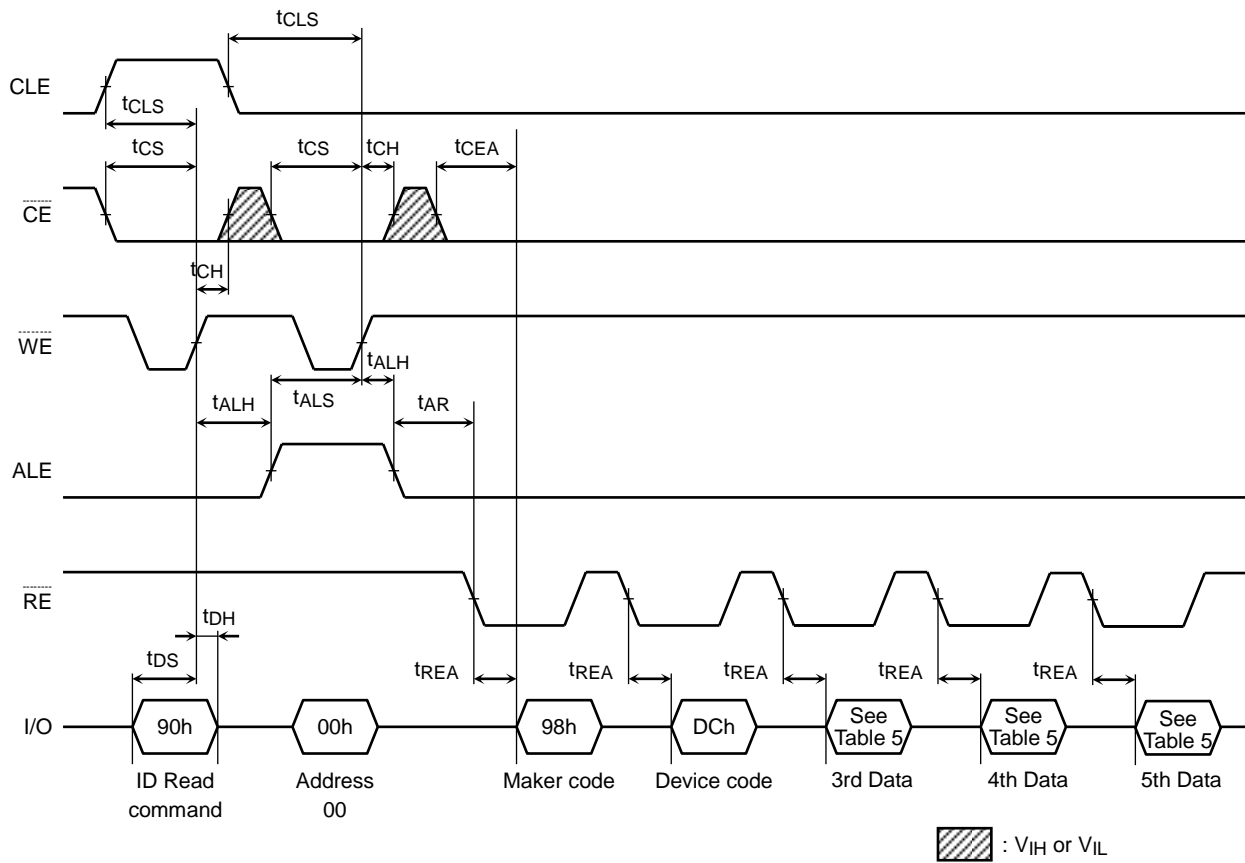 tCLS
CLE
tCLS
tCS
tCS
tCH
tCEA
CE
tCH
WE
tALH
tALH
tALS
tAR
ALE
RE
tDH
tDS
tREA
tREA
tREA
tREA
tREA
I/O
90h
00h
98h
DCh
See
Table 5
See
Table 5
See
Table 5
ID Read
command
Address
00
Maker code
Device code
3rd Data
4th Data
5th Data
: VIH or VIL